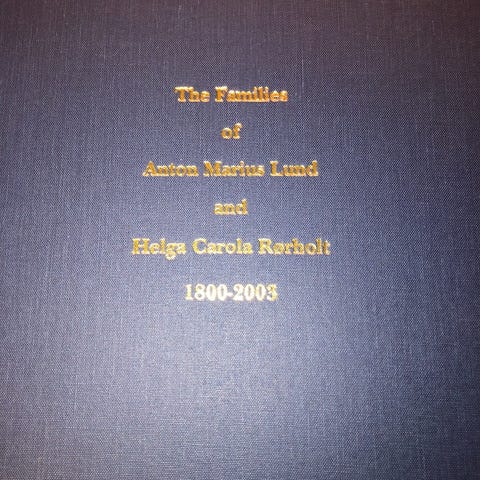 The Families
of
Anton Marius Lund
and
Helga Carola Rørholt
1800-2003